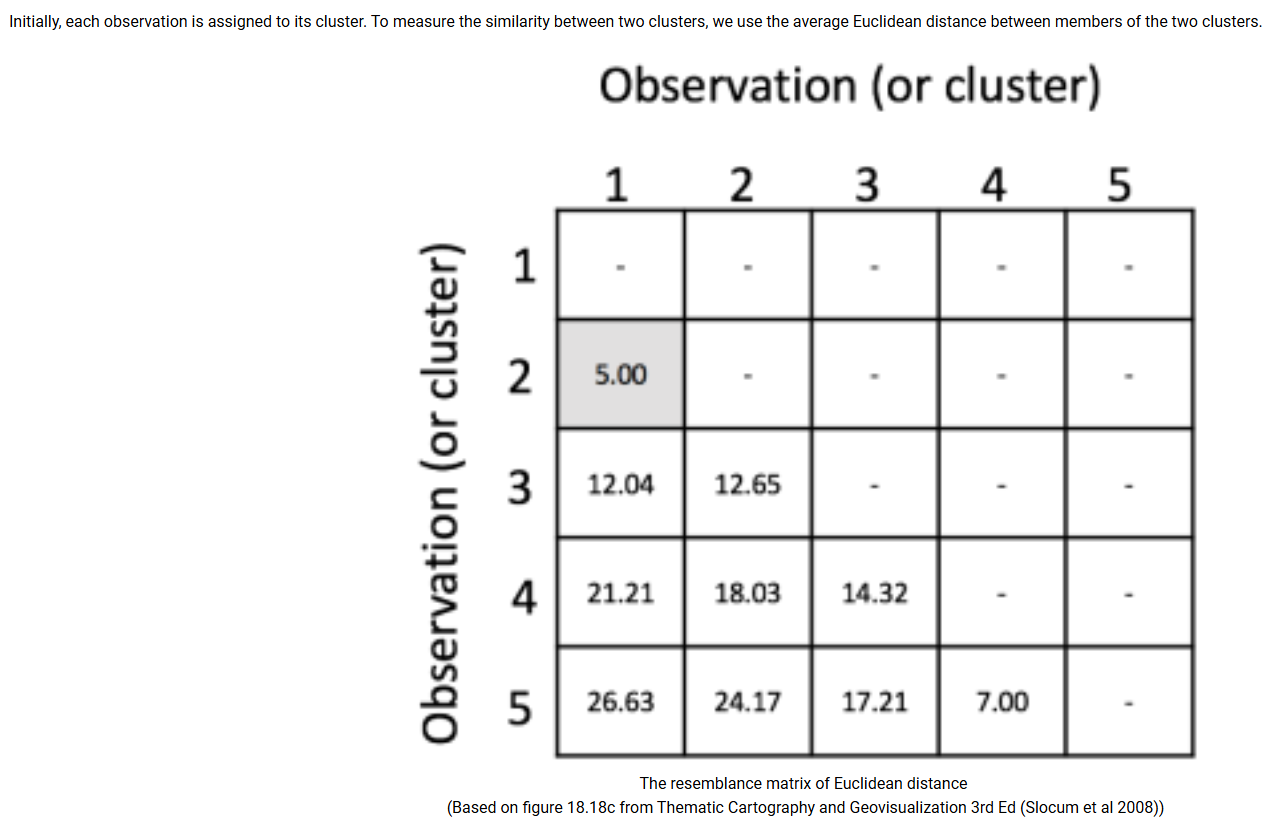 Initially, each observation is assigned to its cluster. To measure the similarity between two clusters, we use the average Euclidean distance between members of the two clusters.
Observation (or cluster)
1 2 3 4 5
Observation (or cluster)
1 - - - - -
2 5.00 - - - -
3 12.04 12.65 - - -
4 21.21 18.03 14.32 - -
5 26.63 24.17 17.21 7.00 -
The resemblance matrix of Euclidean distance
(Based on figure 18.18c from Thematic Cartography and Geovisualization 3rd Ed (Slocum et al 2008))